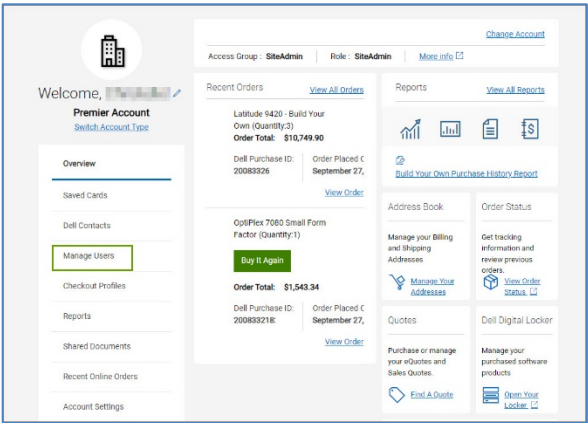 Change Account
Access Group : SiteAdmin
Role : SiteAdmin
More info
Welcome,
Premier Account
Switch Account Type
Overview
Saved Cards
Dell Contacts
Manage Users
Checkout Profiles
Reports
Shared Documents
Recent Online Orders
Account Settings
Recent Orders
View All Orders
Latitude 9420 - Build
Your Own (Quantity:3)
Order Total: $10,749.90
Dell Purchase ID:
20083326
Order Placed C
September 27,
View Order
OptiPlex 7080 Small Form
Factor (Quantity:1)
Buy It Again
Order Total: $1,543.34
Dell Purchase ID:
200833218:
Order Placed C
September 27,
View Order
Reports
View All Reports
Build Your Own Purchase History Report
Address Book
Manage your Billing
and Shipping
Addresses
Manage Your
Addresses
Order Status
Get tracking
information and
review previous
orders.
View Order
Status
Quotes
Purchase or manage
your eQuotes and
Sales Quotes.
Find A Quote
Dell Digital Locker
Manage your
purchased software
products
Open Your
Locker